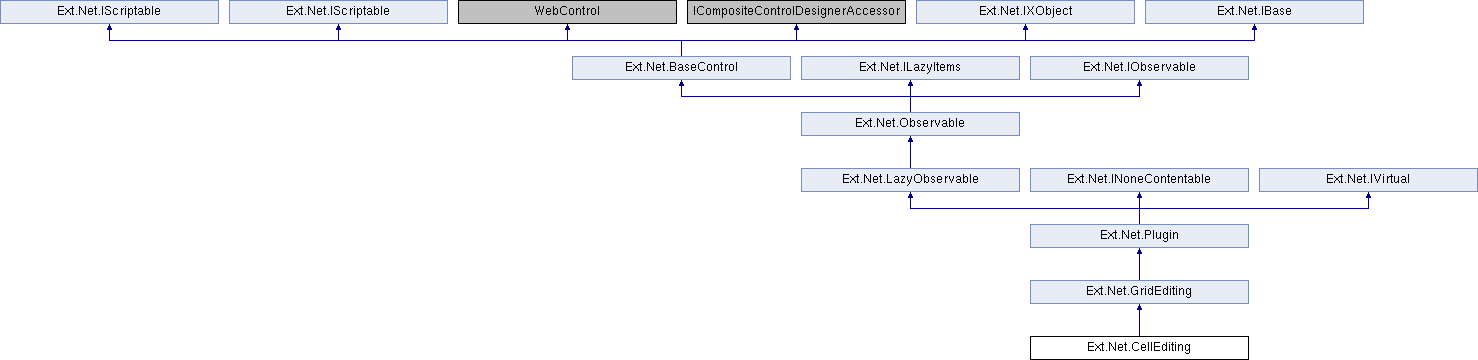 Ext.Net.IScriptable
Ext.Net.IScriptable
WebControl
ICompositeControlDesignerAccessor
Ext.Net.IXObject
Ext.Net.IBase
Ext.Net.BaseControl
Ext.Net.ILazyItems
Ext.Net.IObservable
Ext.Net.Observable
Ext.Net.LazyObservable
Ext.Net.INoneContentable
Ext.Net.IVirtual
Ext.Net.Plugin
Ext.Net.GridEditing
Ext.Net.CellEditing